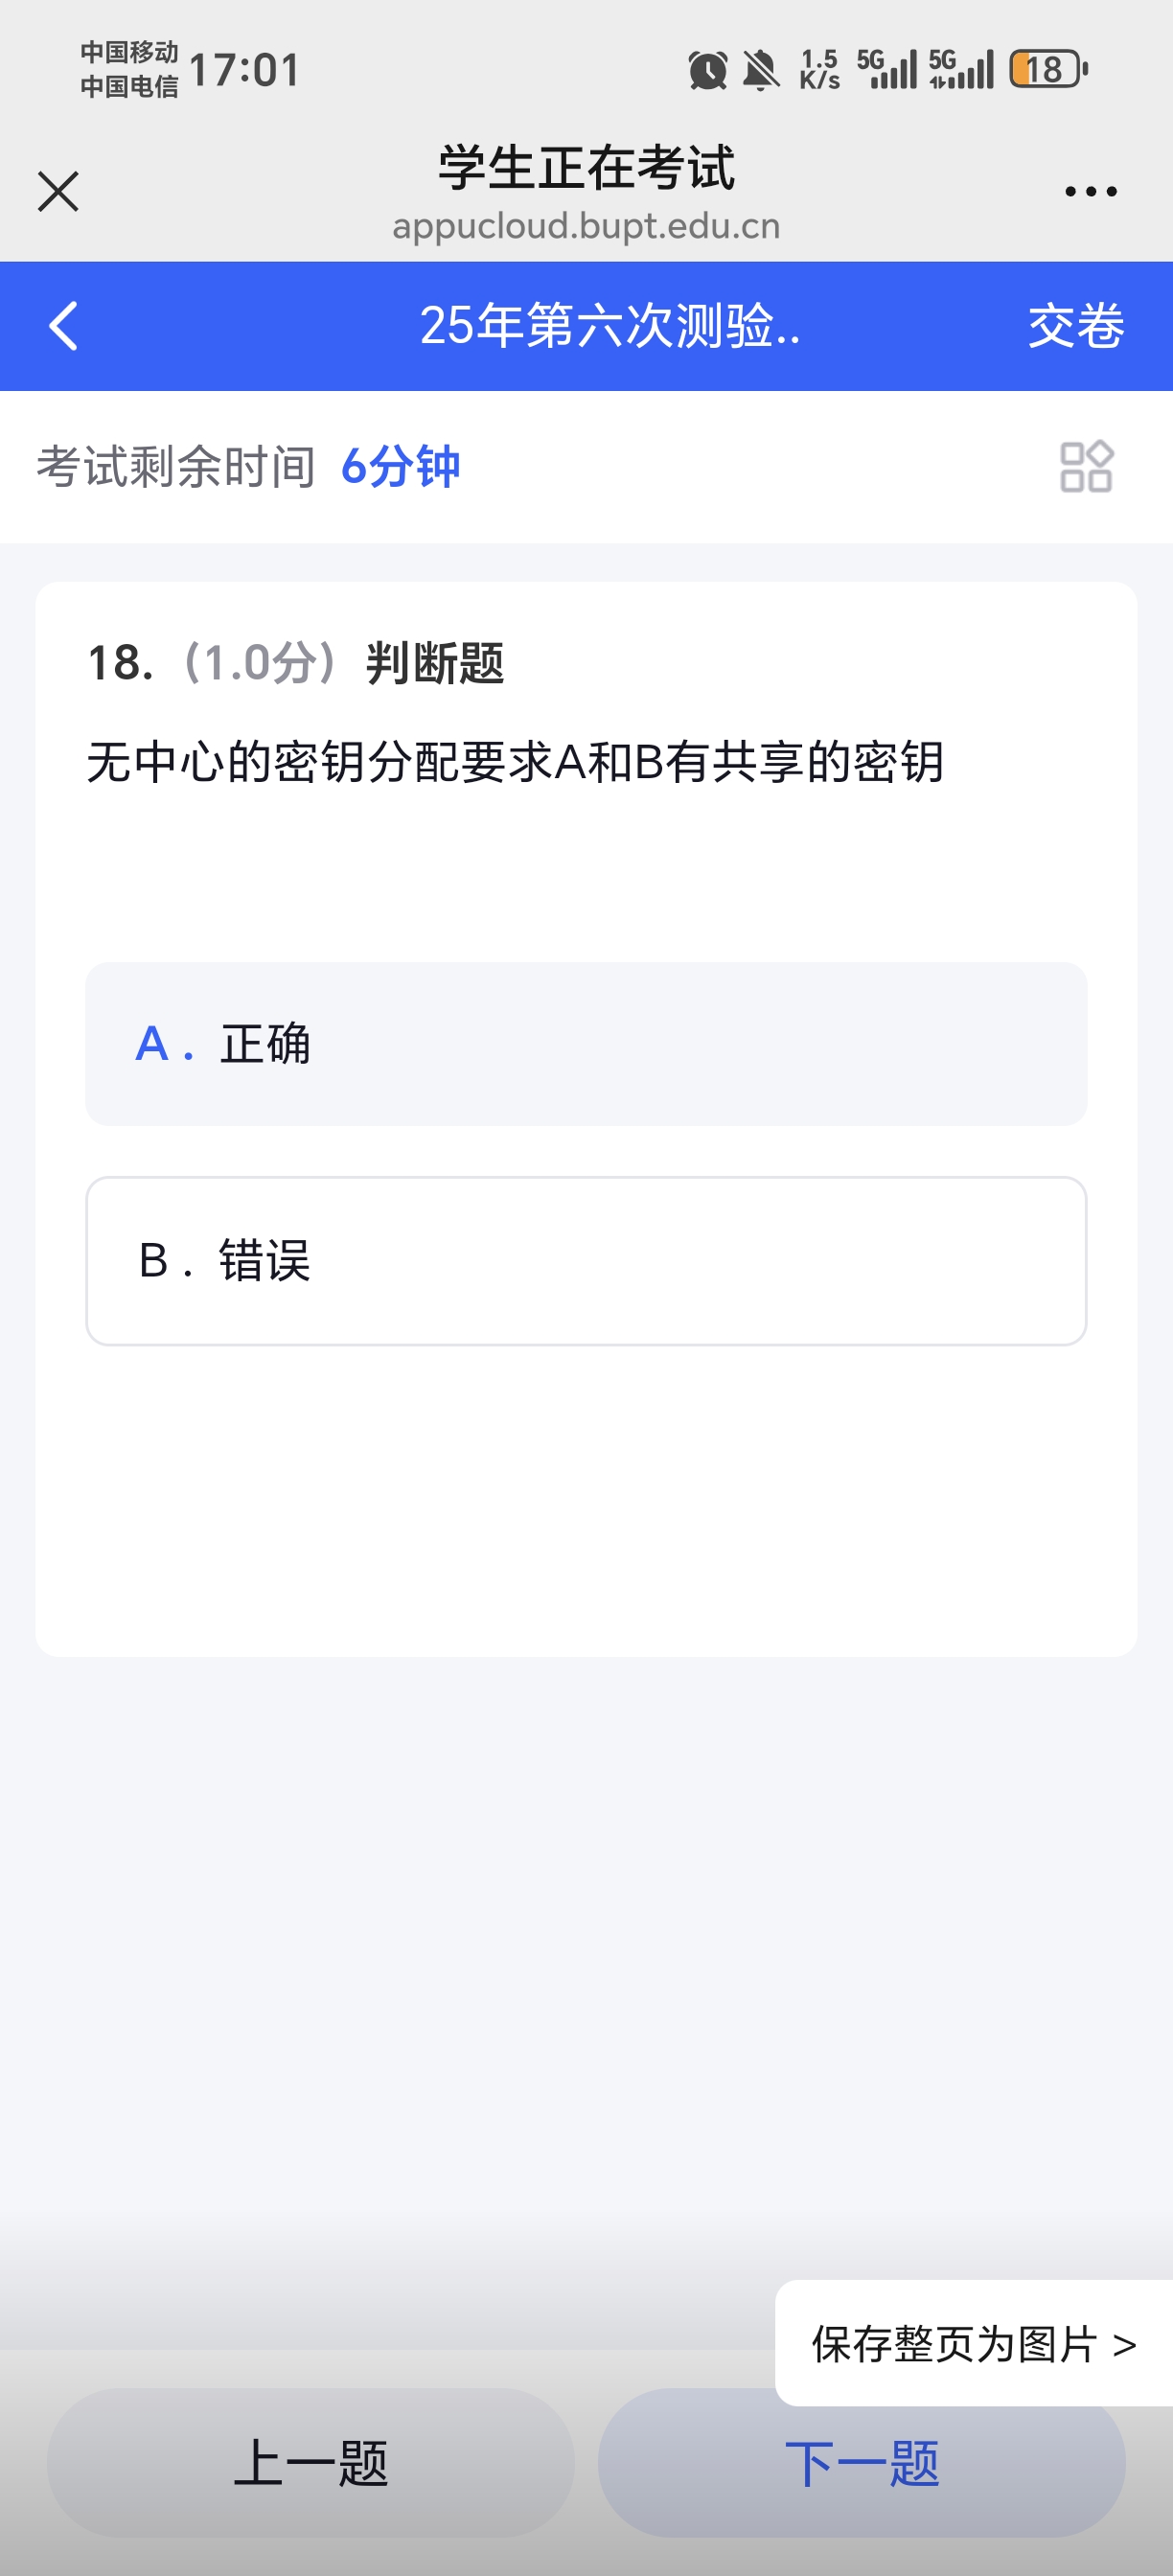 中国移动
中国电信
17:01
1.5
K/s
5G
5G
18
学生正在考试
appucloud.bupt.edu.cn
25年第六次测验..
交卷
考试剩余时间 6分钟
18.（1.0分）判断题
无中心的密钥分配要求A和B有共享的密钥
A . 正确
B . 错误
保存整页为图片 >
上一题
下一题